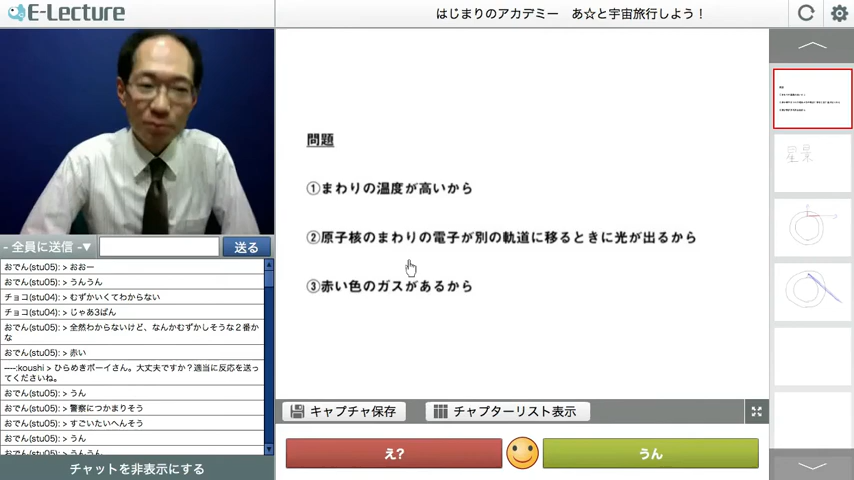 E-Lecture
はじまりのアカデミー あ☆と宇宙旅行しよう！
問題
①まわりの温度が高いから
②原子核のまわりの電子が別の軌道に移るときに光が出るから
③赤い色のガスがあるから
- 全員に送信 -▼
送る
おでん(stu05): > おおー
おでん(stu05): > うんうん
チョコ(stu04): > むずかいくてわからない
チョコ(stu04): > じゃあ3ばん
おでん(stu05): > 全然わからないけど、なんかむずかしそうな２番か
な
おでん(stu05): > 赤い
----:koushi > ひらめきボーイさん。大丈夫ですか？適当に反応を送っ
てくださいね。
おでん(stu05): > うん
おでん(stu05): > 警察につかまりそう
おでん(stu05): > すごいたいへんそう
おでん(stu05): > うん
おでん(stu05): > うんうん
チャットを非表示にする
キャプチャ保存
チャプターリスト表示
え?
うん
星景